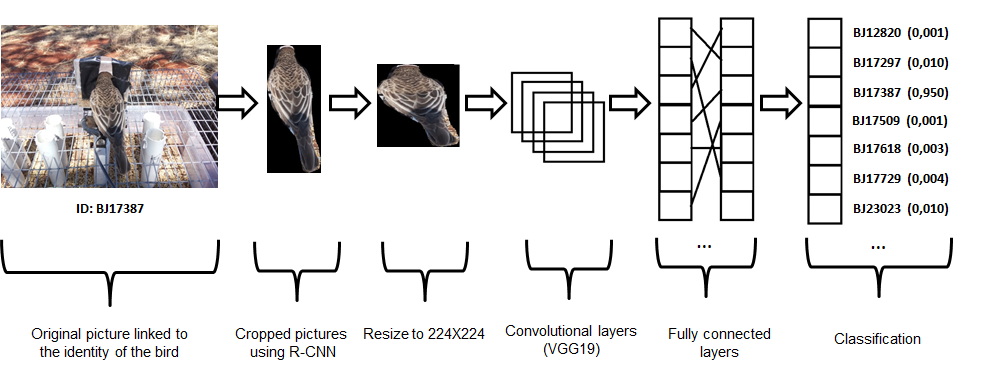 BJ12820 (0,001)
BJ17297 (0,010)
BJ17387 (0,950)
BJ17509 (0,001)
BJ17618 (0,003)
BJ17729 (0,004)
BJ23023 (0,010)
ID: BJ17387
...
...
Original picture linked to
the identity of the bird
Cropped pictures
using R-CNN
Resize to 224X224
Convolutional layers
(VGG19)
Fully connected
layers
Classification